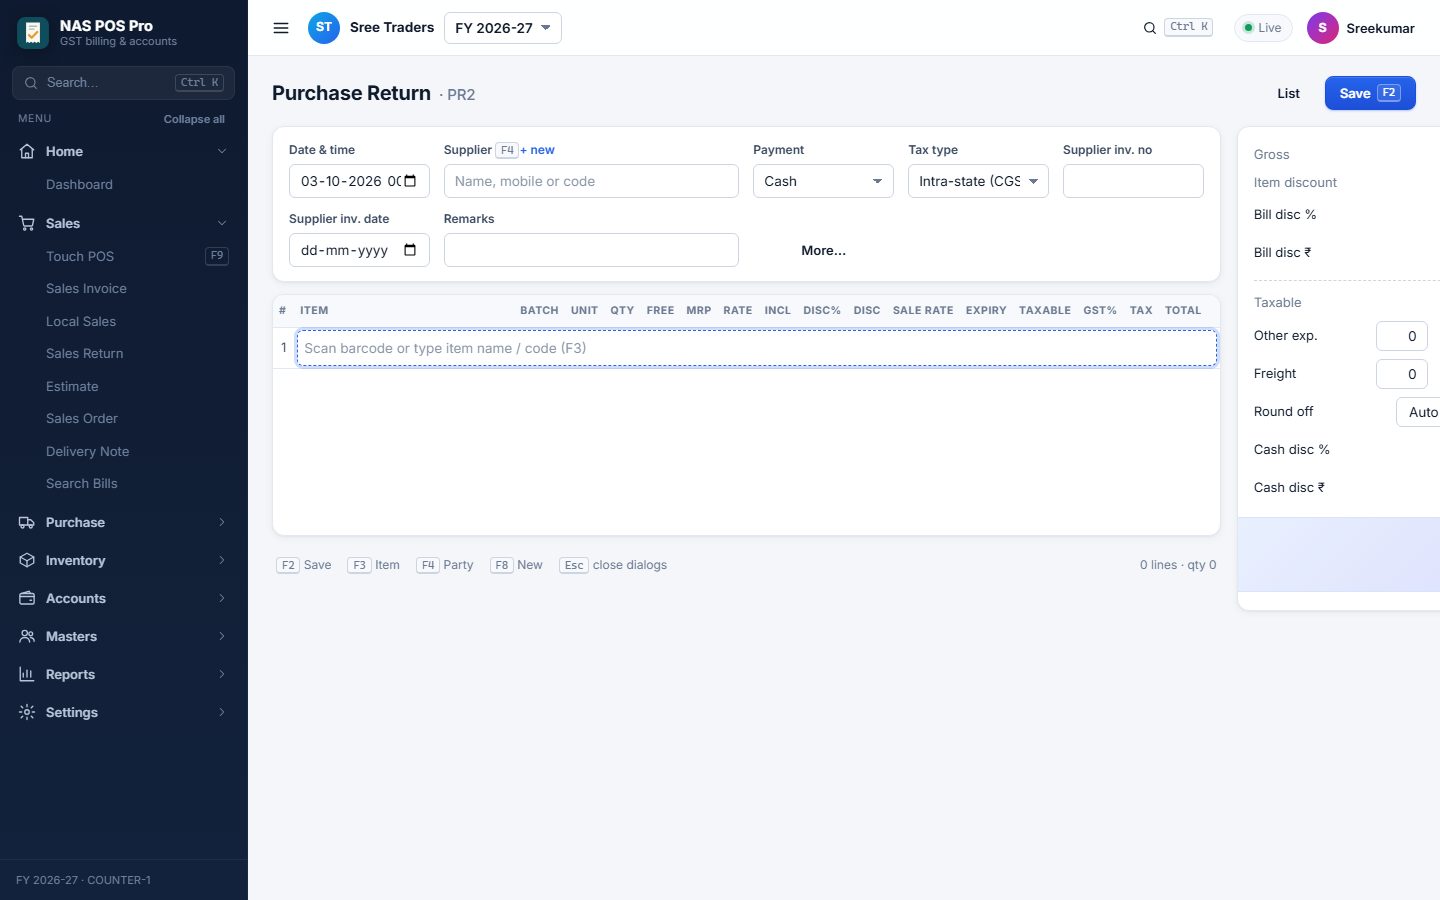 NAS POS Pro
GST billing & accounts
Search... Ctrl K
MENU Collapse all
Home
Dashboard
Sales
Touch POS F9
Sales Invoice
Local Sales
Sales Return
Estimate
Sales Order
Delivery Note
Search Bills
Purchase
Inventory
Accounts
Masters
Reports
Settings
FY 2026-27 · COUNTER-1
ST Sree Traders FY 2026-27 Ctrl K Live S Sreekumar
Purchase Return · PR2 List Save F2
Date & time Supplier F4 + new Payment Tax type Supplier inv. no
03-10-2026 Name, mobile or code Cash Intra-state (CGS
Supplier inv. date Remarks
dd-mm-yyyy More...
# ITEM BATCH UNIT QTY FREE MRP RATE INCL DISC% DISC SALE RATE EXPIRY TAXABLE GST% TAX TOTAL
1 Scan barcode or type item name / code (F3)
F2 Save F3 Item F4 Party F8 New Esc close dialogs 0 lines · qty 0
Gross
Item discount
Bill disc %
Bill disc ₹
Taxable
Other exp. 0
Freight 0
Round off Auto
Cash disc %
Cash disc ₹